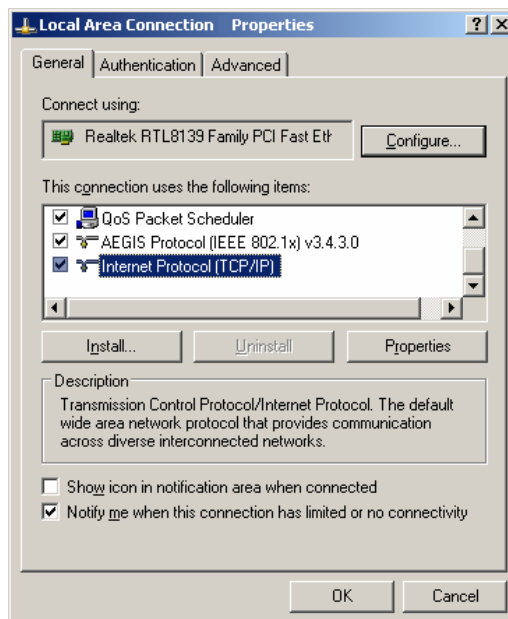 Local Area Connection Properties
General Authentication Advanced
Connect using:
Realtek RTL8139 Family PCI Fast Eth
Configure...
This connection uses the following items:
QoS Packet Scheduler
AEGIS Protocol (IEEE 802.1x) v3.4.3.0
Internet Protocol (TCP/IP)
Install... Uninstall Properties
Description
Transmission Control Protocol/Internet Protocol. The default
wide area network protocol that provides communication
across diverse interconnected networks.
Show icon in notification area when connected
Notify me when this connection has limited or no connectivity
OK Cancel